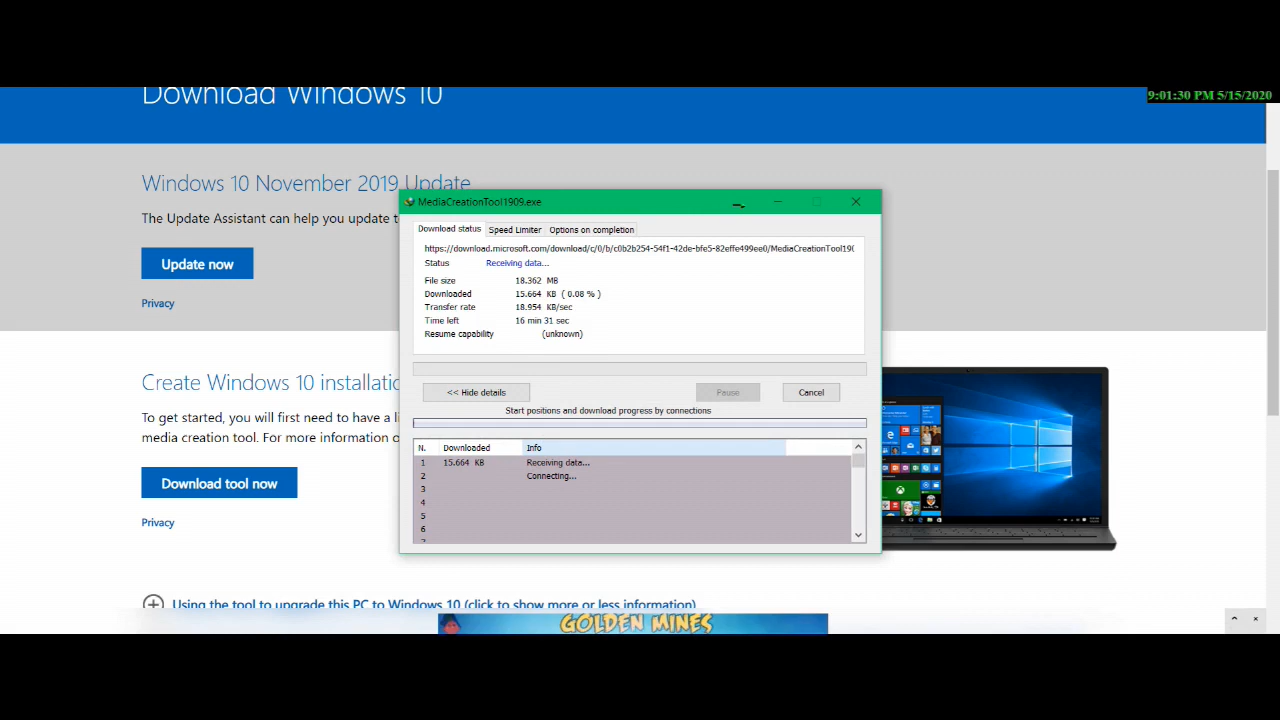 Download Windows 10
9:01:30 PM 5/15/2020
Windows 10 November 2019 Update
The Update Assistant can help you update t
Update now
Privacy
MediaCreationTool1909.exe
Download status
Speed Limiter
Options on completion
https://download.microsoft.com/download/c/0/b/c0b2b254-54f1-42de-bfe5-82effe499ee0/MediaCreationTool190
Status Receiving data...
File size 18.362 MB
Downloaded 15.664 KB ( 0.08 % )
Transfer rate 18.954 KB/sec
Time left 16 min 31 sec
Resume capability (unknown)
<< Hide details
Pause
Cancel
Start positions and download progress by connections
N. Downloaded Info
1 15.664 KB Receiving data...
2 Connecting...
3
4
5
6
Create Windows 10 installatio
To get started, you will first need to have a li
media creation tool. For more information o
Download tool now
Privacy
Using the tool to upgrade this PC to Windows 10 (click to show more or less information)
GOLDEN MINES